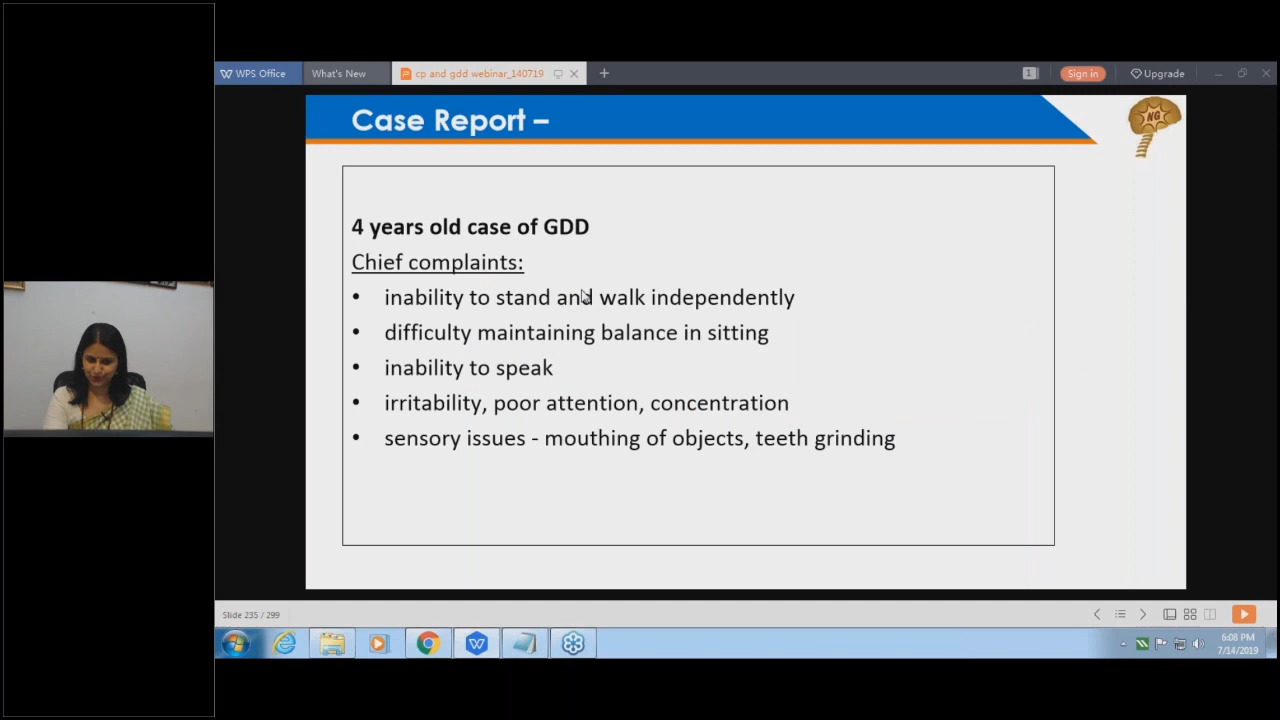 WPS Office
What's New
cp and gdd webinar_140719
1
Sign in
Upgrade
Case Report –
NG
4 years old case of GDD
Chief complaints:
• inability to stand and walk independently
• difficulty maintaining balance in sitting
• inability to speak
• irritability, poor attention, concentration
• sensory issues - mouthing of objects, teeth grinding
Slide 235 / 299
6:08 PM
7/14/2019